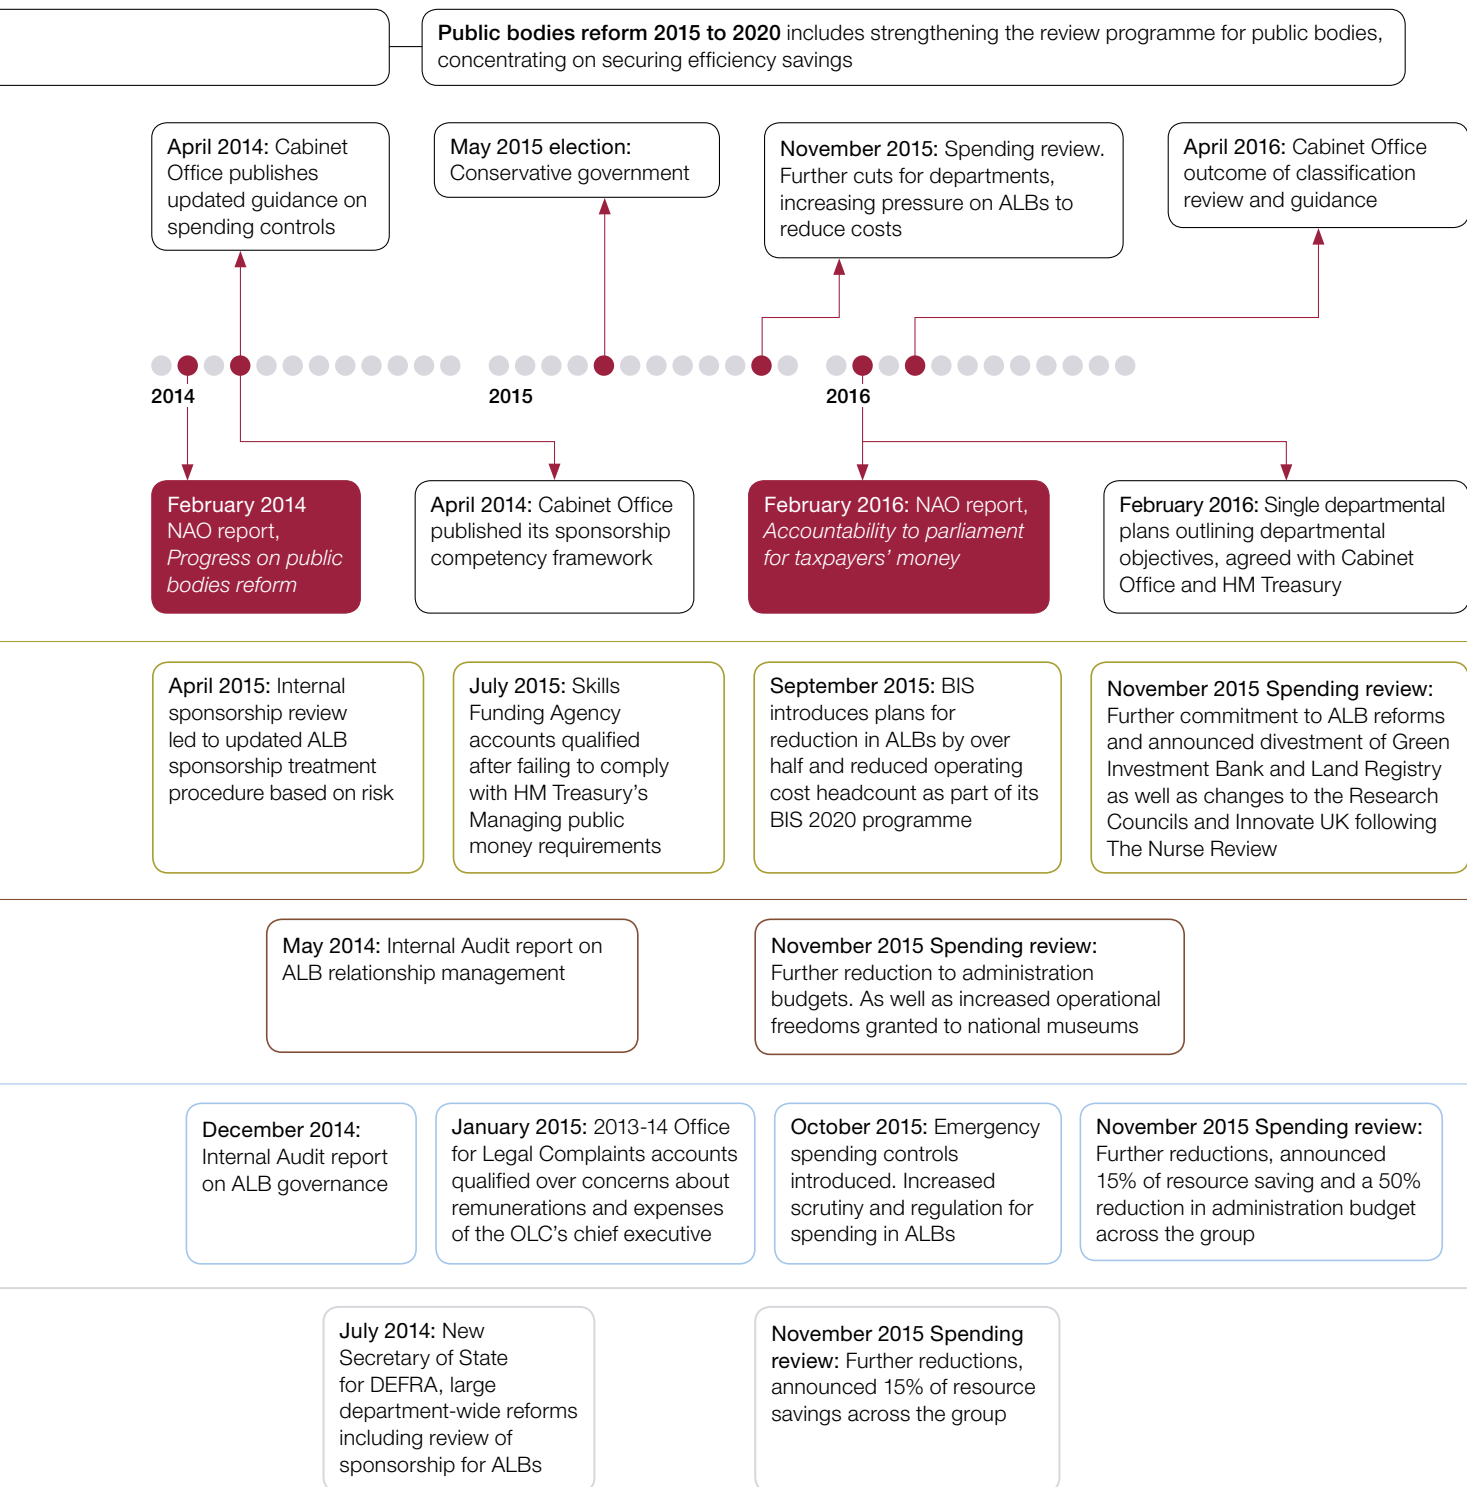 Public bodies reform 2015 to 2020 includes strengthening the review programme for public bodies,
concentrating on securing efficiency savings
April 2014: Cabinet
Office publishes
updated guidance on
spending controls
May 2015 election:
Conservative government
November 2015: Spending review.
Further cuts for departments,
increasing pressure on ALBs to
reduce costs
April 2016: Cabinet Office
outcome of classification
review and guidance
2014
2015
2016
February 2014
NAO report,
Progress on public
bodies reform
April 2014: Cabinet Office
published its sponsorship
competency framework
February 2016: NAO report,
Accountability to parliament
for taxpayers’ money
February 2016: Single departmental
plans outlining departmental
objectives, agreed with Cabinet
Office and HM Treasury
April 2015: Internal
sponsorship review
led to updated ALB
sponsorship treatment
procedure based on risk
July 2015: Skills
Funding Agency
accounts qualified
after failing to comply
with HM Treasury’s
Managing public
money requirements
September 2015: BIS
introduces plans for
reduction in ALBs by over
half and reduced operating
cost headcount as part of its
BIS 2020 programme
November 2015 Spending review:
Further commitment to ALB reforms
and announced divestment of Green
Investment Bank and Land Registry
as well as changes to the Research
Councils and Innovate UK following
The Nurse Review
May 2014: Internal Audit report on
ALB relationship management
November 2015 Spending review:
Further reduction to administration
budgets. As well as increased operational
freedoms granted to national museums
December 2014:
Internal Audit report
on ALB governance
January 2015: 2013-14 Office
for Legal Complaints accounts
qualified over concerns about
remunerations and expenses
of the OLC’s chief executive
October 2015: Emergency
spending controls
introduced. Increased
scrutiny and regulation for
spending in ALBs
November 2015 Spending review:
Further reductions, announced
15% of resource saving and a 50%
reduction in administration budget
across the group
July 2014: New
Secretary of State
for DEFRA, large
department-wide reforms
including review of
sponsorship for ALBs
November 2015 Spending
review: Further reductions,
announced 15% of resource
savings across the group